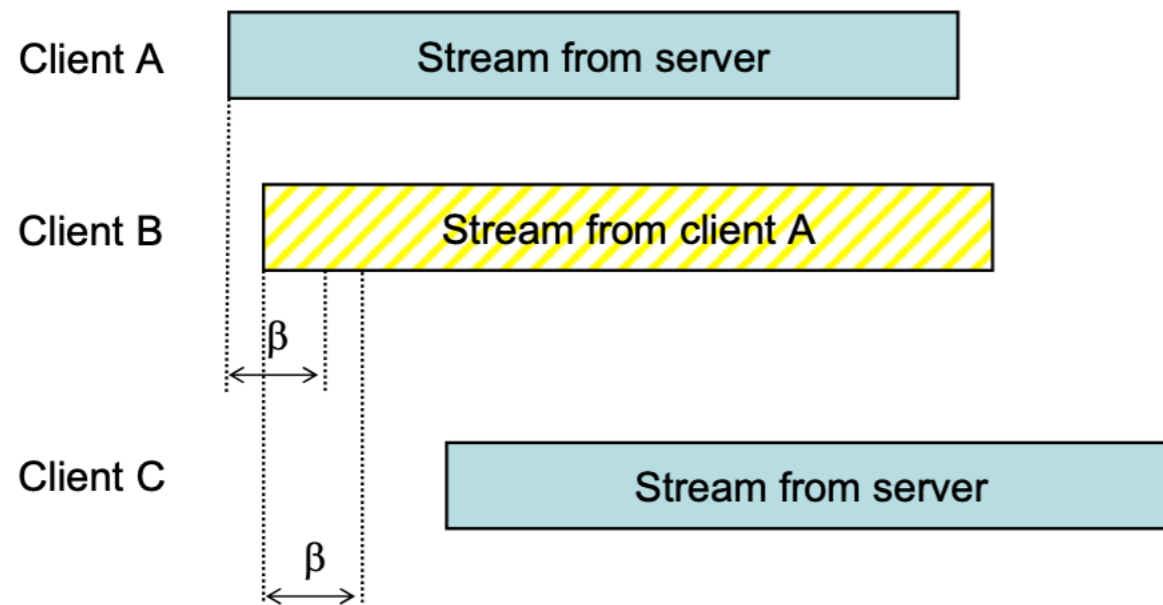 Client A
Stream from server
Client B
Stream from client A
β
Client C
Stream from server
β